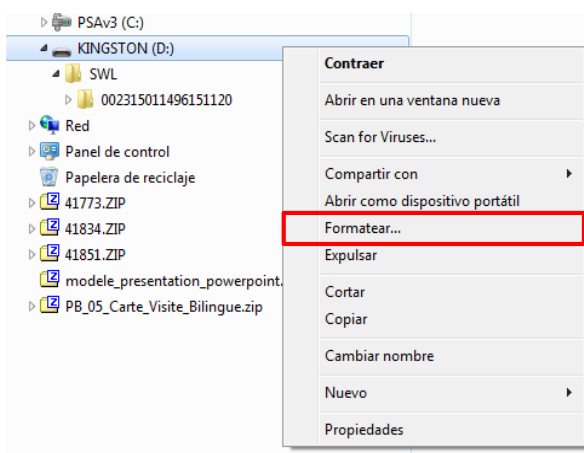 PSAv3 (C:)
KINGSTON (D:)
SWL
002315011496151120
Red
Panel de control
Papelera de reciclaje
41773.ZIP
41834.ZIP
41851.ZIP
modele_presentation_powerpoint.
PB_05_Carte_Visite_Bilingue.zip
Contraer
Abrir en una ventana nueva
Scan for Viruses...
Compartir con
Abrir como dispositivo portátil
Formatear...
Expulsar
Cortar
Copiar
Cambiar nombre
Nuevo
Propiedades